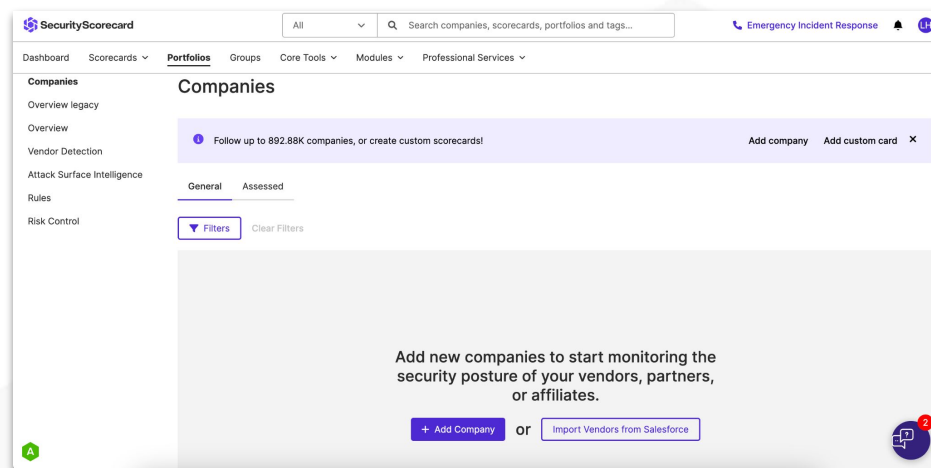 SecurityScorecard
All
Search companies, scorecards, portfolios and tags...
Emergency Incident Response
LH
Dashboard Scorecards Portfolios Groups Core Tools Modules Professional Services
Companies
Overview legacy
Overview
Vendor Detection
Attack Surface Intelligence
Rules
Risk Control
Companies
Follow up to 892.88K companies, or create custom scorecards!
Add company Add custom card
General Assessed
Filters Clear Filters
Add new companies to start monitoring the
security posture of your vendors, partners,
or affiliates.
+ Add Company or Import Vendors from Salesforce
2
A